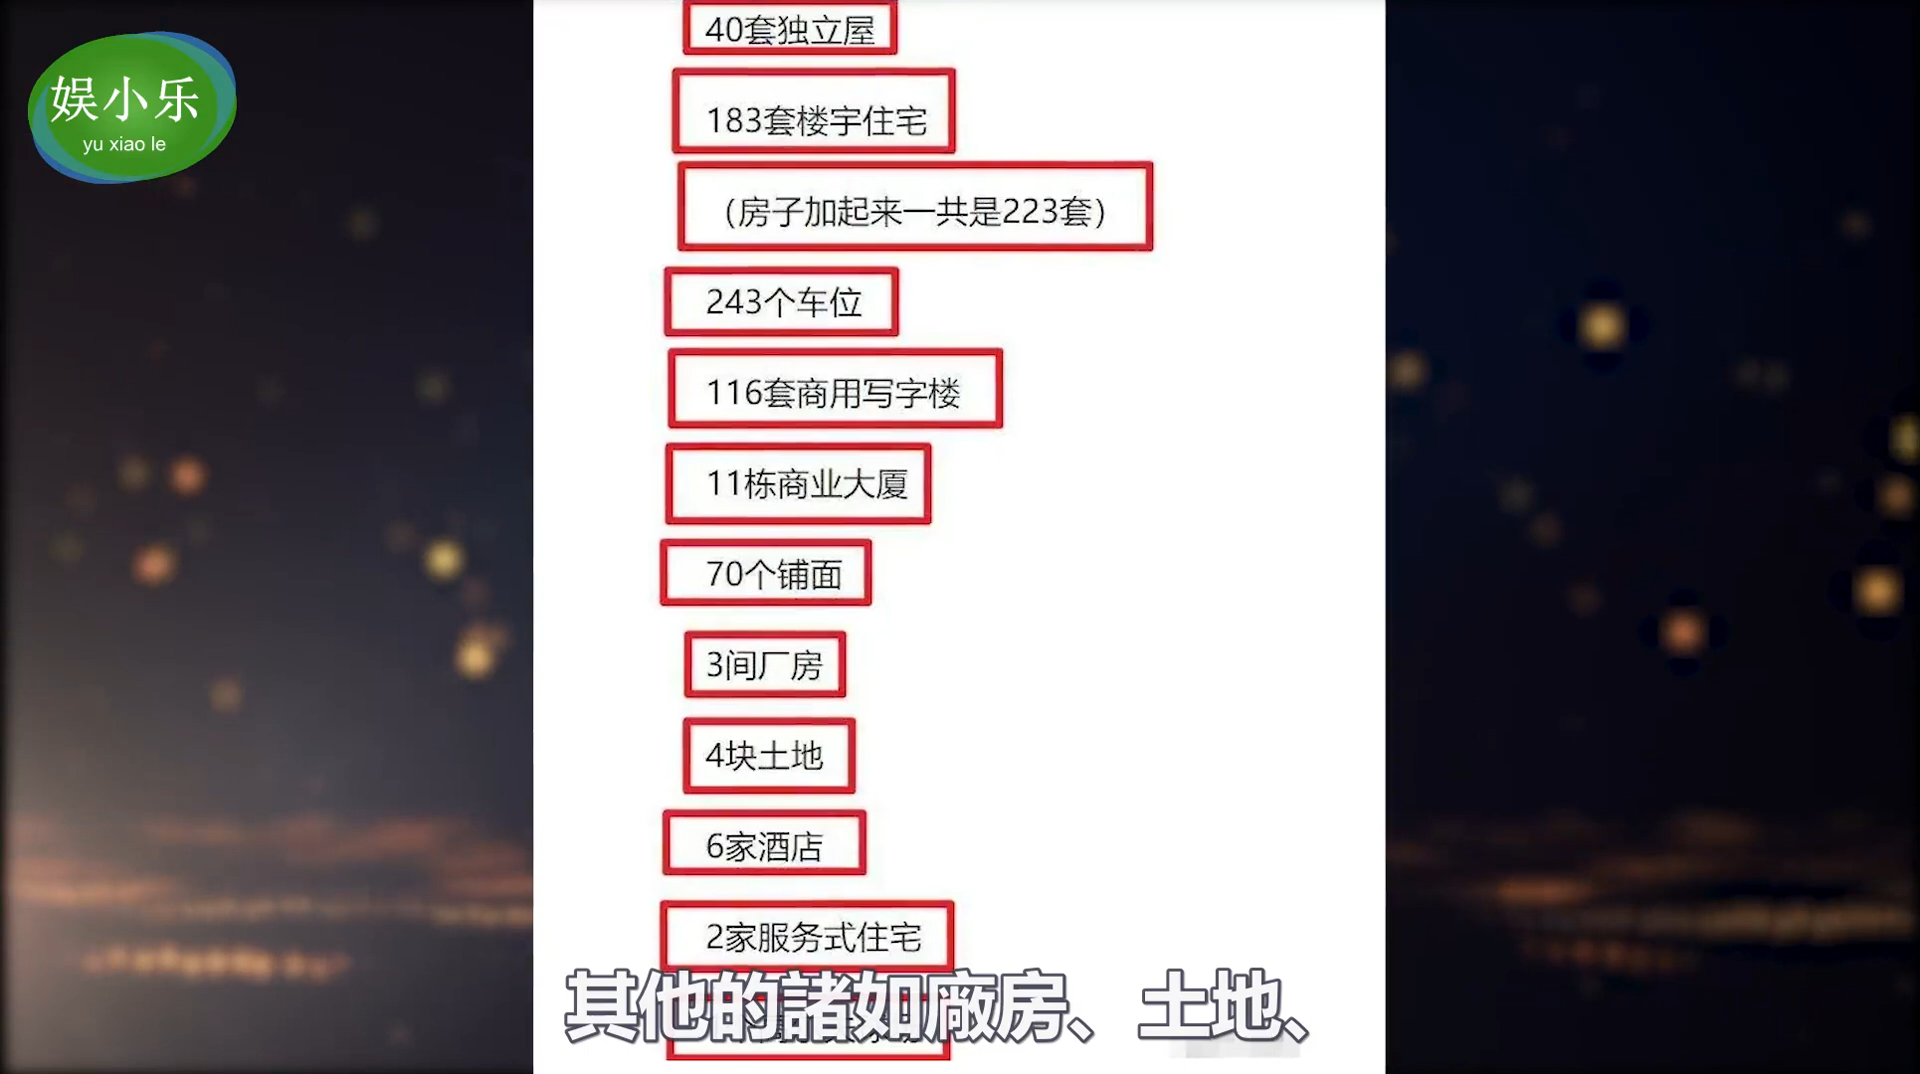 娱小乐
yu xiao le
40套独立屋
183套楼宇住宅
（房子加起来一共是223套）
243个车位
116套商用写字楼
11栋商业大厦
70个铺面
3间厂房
4块土地
6家酒店
2家服务式住宅
其他的諸如廠房、土地、